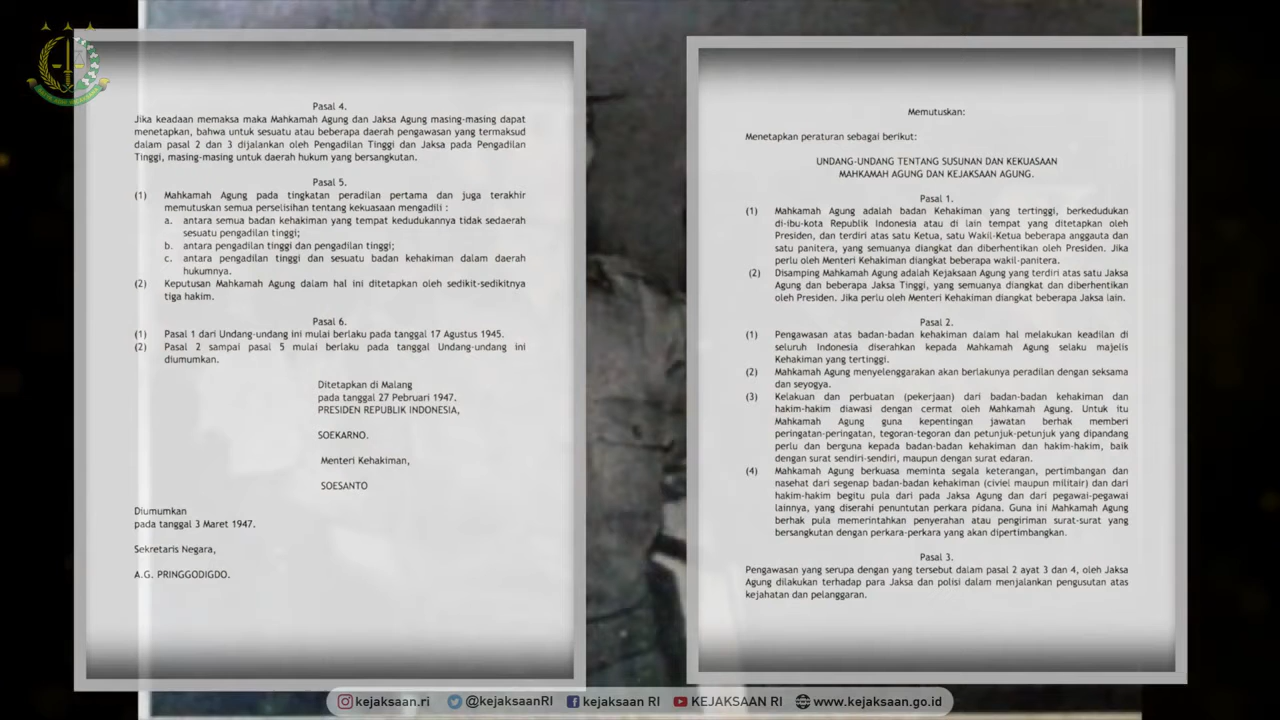 Pasal 4.
Jika keadaan memaksa maka Mahkamah Agung dan Jaksa Agung masing-masing dapat
menetapkan, bahwa untuk sesuatu atau beberapa daerah pengawasan yang termaksud
dalam pasal 2 dan 3 dijalankan oleh Pengadilan Tinggi dan Jaksa pada Pengadilan
Tinggi, masing-masing untuk daerah hukum yang bersangkutan.
Pasal 5.
(1) Mahkamah Agung pada tingkatan peradilan pertama dan juga terakhir
memutuskan semua perselisihan tentang kekuasaan mengadili :
a. antara semua badan kehakiman yang tempat kedudukannya tidak sedaerah
sesuatu pengadilan tinggi;
b. antara pengadilan tinggi dan pengadilan tinggi;
c. antara pengadilan tinggi dan sesuatu badan kehakiman dalam daerah
hukumnya.
(2) Keputusan Mahkamah Agung dalam hal ini ditetapkan oleh sedikit-sedikitnya
tiga hakim.
Pasal 6.
(1) Pasal 1 dari Undang-undang ini mulai berlaku pada tanggal 17 Agustus 1945.
(2) Pasal 2 sampai pasal 5 mulai berlaku pada tanggal Undang-undang ini
diumumkan.
Ditetapkan di Malang
pada tanggal 27 Pebruari 1947.
PRESIDEN REPUBLIK INDONESIA,
SOEKARNO.
Menteri Kehakiman,
SOESANTO
Diumumkan
pada tanggal 3 Maret 1947.
Sekretaris Negara,
A.G. PRINGGODIGDO.
Memutuskan:
Menetapkan peraturan sebagai berikut:
UNDANG-UNDANG TENTANG SUSUNAN DAN KEKUASAAN
MAHKAMAH AGUNG DAN KEJAKSAAN AGUNG.
Pasal 1.
(1) Mahkamah Agung adalah badan Kehakiman yang tertinggi, berkedudukan
di-ibu-kota Republik Indonesia atau di lain tempat yang ditetapkan oleh
Presiden, dan terdiri atas satu Ketua, satu Wakil-Ketua beberapa anggauta dan
satu panitera, yang semuanya diangkat dan diberhentikan oleh Presiden. Jika
perlu oleh Menteri Kehakiman diangkat beberapa wakil-panitera.
(2) Disamping Mahkamah Agung adalah Kejaksaan Agung yang terdiri atas satu Jaksa
Agung dan beberapa Jaksa Tinggi, yang semuanya diangkat dan diberhentikan
oleh Presiden. Jika perlu oleh Menteri Kehakiman diangkat beberapa Jaksa lain.
Pasal 2.
(1) Pengawasan atas badan-badan kehakiman dalam hal melakukan keadilan di
seluruh Indonesia diserahkan kepada Mahkamah Agung selaku majelis
Kehakiman yang tertinggi.
(2) Mahkamah Agung menyelenggarakan akan berlakunya peradilan dengan seksama
dan seyogya.
(3) Kelakuan dan perbuatan (pekerjaan) dari badan-badan kehakiman dan
hakim-hakim diawasi dengan cermat oleh Mahkamah Agung. Untuk itu
Mahkamah Agung guna kepentingan jawatan berhak memberi
peringatan-peringatan, tegoran-tegoran dan petunjuk-petunjuk yang dipandang
perlu dan berguna kepada badan-badan kehakiman dan hakim-hakim, baik
dengan surat sendiri-sendiri, maupun dengan surat edaran.
(4) Mahkamah Agung berkuasa meminta segala keterangan, pertimbangan dan
nasehat dari segenap badan-badan kehakiman (civiel maupun militair) dan dari
hakim-hakim begitu pula dari pada Jaksa Agung dan dari pegawai-pegawai
lainnya, yang diserahi penuntutan perkara pidana. Guna ini Mahkamah Agung
berhak pula memerintahkan penyerahan atau pengiriman surat-surat yang
bersangkutan dengan perkara-perkara yang akan dipertimbangkan.
Pasal 3.
Pengawasan yang serupa dengan yang tersebut dalam pasal 2 ayat 3 dan 4, oleh Jaksa
Agung dilakukan terhadap para Jaksa dan polisi dalam menjalankan pengusutan atas
kejahatan dan pelanggaran.
kejaksaan.ri @kejaksaanRI kejaksaan RI KEJAKSAAN RI www.kejaksaan.go.id